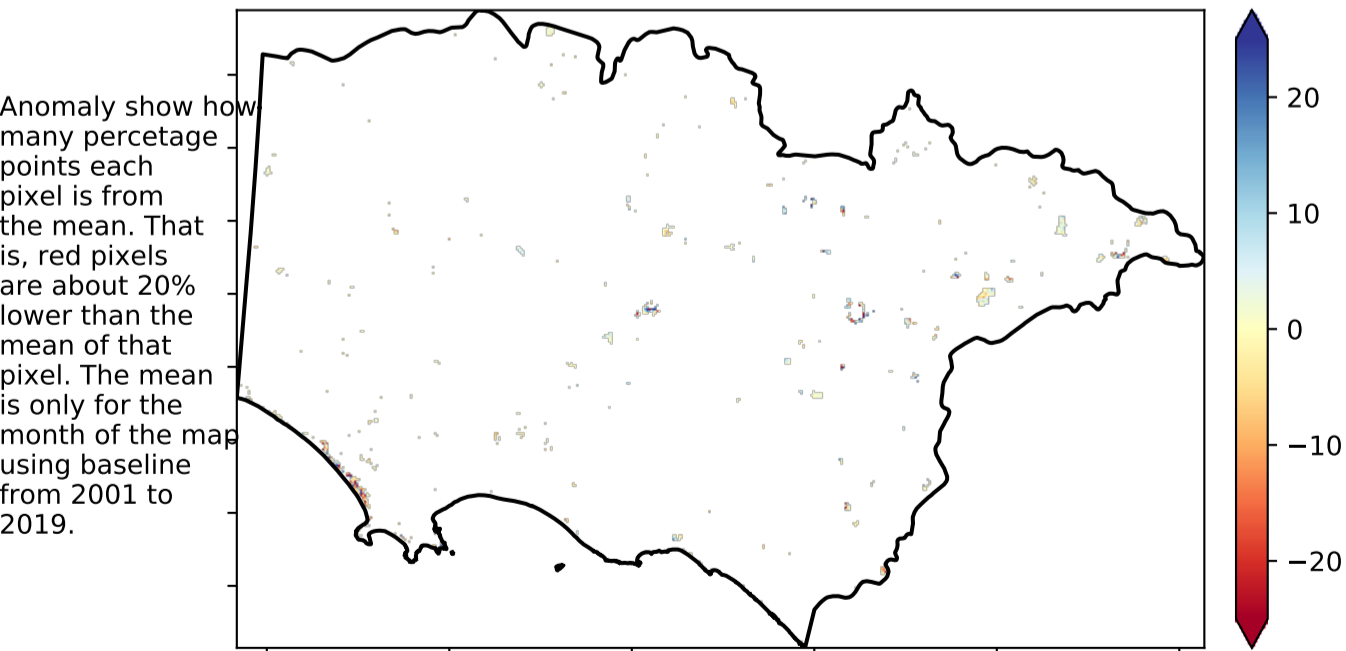 Anomaly show how
many percetage
points each
pixel is from
the mean. That
is, red pixels
are about 20%
lower than the
mean of that
pixel. The mean
is only for the
month of the map
using baseline
from 2001 to
2019.
20
10
0
−10
−20